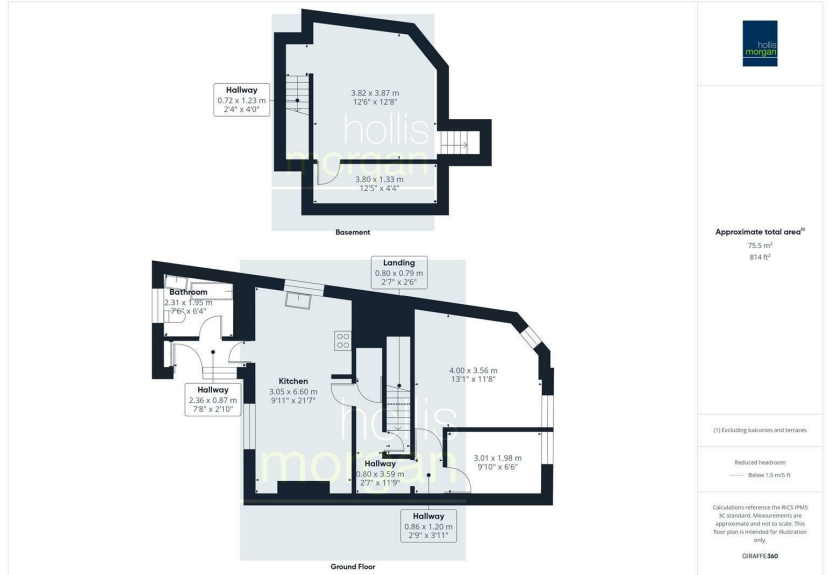 Hallway
0.72 x 1.23 m
2'4" x 4'0"
3.82 x 3.87 m
12'6" x 12'8"
hollis
morgan
3.80 x 1.33 m
12'5" x 4'4"
Basement
Landing
0.80 x 0.79 m
2'7" x 2'6"
Bathroom
2.31 x 1.95 m
7'6" x 6'4"
4.00 x 3.56 m
13'1" x 11'8"
Kitchen
3.05 x 6.60 m
9'11" x 21'7"
Hallway
2.36 x 0.87 m
7'8" x 2'10"
hollis
morgan
Hallway
0.80 x 3.59 m
2'7" x 11'9"
3.01 x 1.98 m
9'10" x 6'6"
Hallway
0.86 x 1.20 m
2'9" x 3'11"
Ground Floor
hollis
morgan
Approximate total area(1)
75.5 m²
814 ft²
(1) Excluding balconies and terraces
Reduced headroom
Below 1.5 m/5 ft
Calculations reference the RICS IPMS
3C standard. Measurements are
approximate and not to scale. This
floor plan is intended for illustration
only.
GIRAFFE360